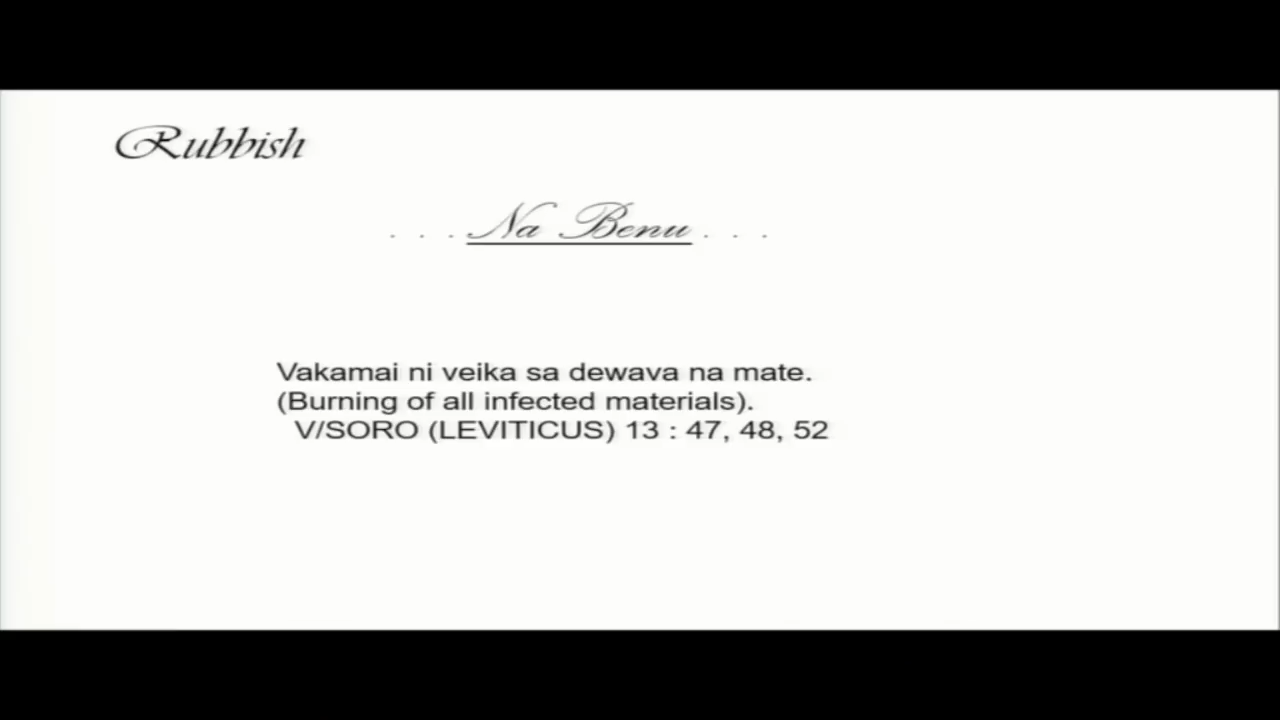 Rubbish
. . . Na Benu . . .
Vakamai ni veika sa dewava na mate.
(Burning of all infected materials).
V/SORO (LEVITICUS) 13 : 47, 48, 52